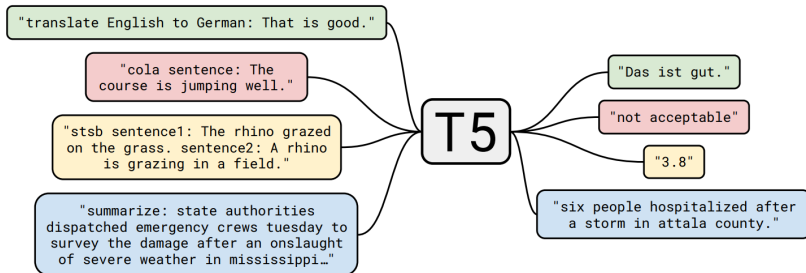 "translate English to German: That is good."
"cola sentence: The
course is jumping well."
"stsb sentence1: The rhino grazed
on the grass. sentence2: A rhino
is grazing in a field."
"summarize: state authorities
dispatched emergency crews tuesday to
survey the damage after an onslaught
of severe weather in mississippi…"
T5
"Das ist gut."
"not acceptable"
"3.8"
"six people hospitalized after
a storm in attala county."